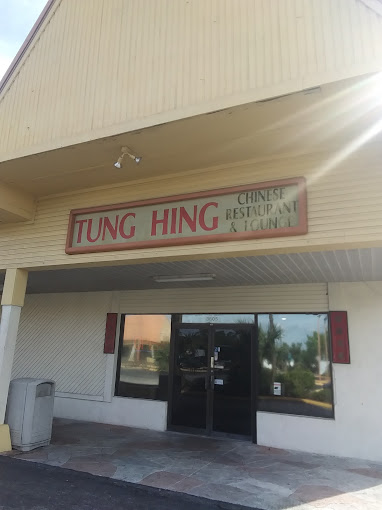 TUNG HING
CHINESE
RESTAURANT
& LOUNGE